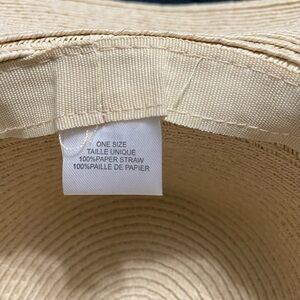 ONE SIZE
TAILLE UNIQUE
100%PAPER STRAW
100%PAILLE DE PAPIER